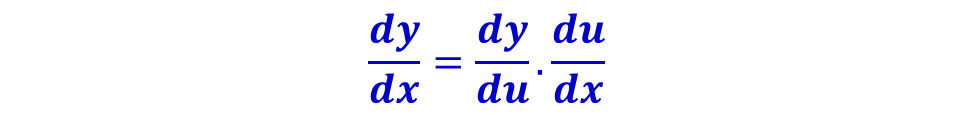 dy/dx = dy/du . du/dx